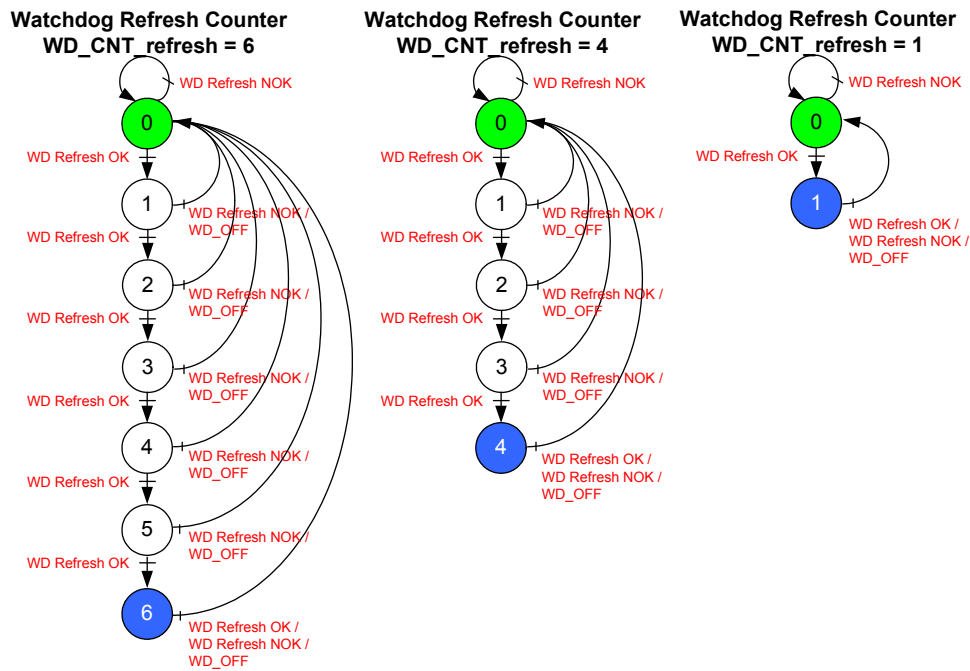 Watchdog Refresh Counter
WD_CNT_refresh = 6
WD Refresh NOK
0
WD Refresh OK
1
WD Refresh NOK /
WD_OFF
WD Refresh OK
2
WD Refresh NOK /
WD_OFF
WD Refresh OK
3
WD Refresh NOK /
WD_OFF
WD Refresh OK
4
WD Refresh NOK /
WD_OFF
WD Refresh OK
5
WD Refresh NOK /
WD_OFF
WD Refresh OK
6
WD Refresh OK /
WD Refresh NOK /
WD_OFF
Watchdog Refresh Counter
WD_CNT_refresh = 4
WD Refresh NOK
0
WD Refresh OK
1
WD Refresh NOK /
WD_OFF
WD Refresh OK
2
WD Refresh NOK /
WD_OFF
WD Refresh OK
3
WD Refresh NOK /
WD_OFF
WD Refresh OK
4
WD Refresh OK /
WD Refresh NOK /
WD_OFF
Watchdog Refresh Counter
WD_CNT_refresh = 1
WD Refresh NOK
0
WD Refresh OK
1
WD Refresh OK /
WD Refresh NOK /
WD_OFF